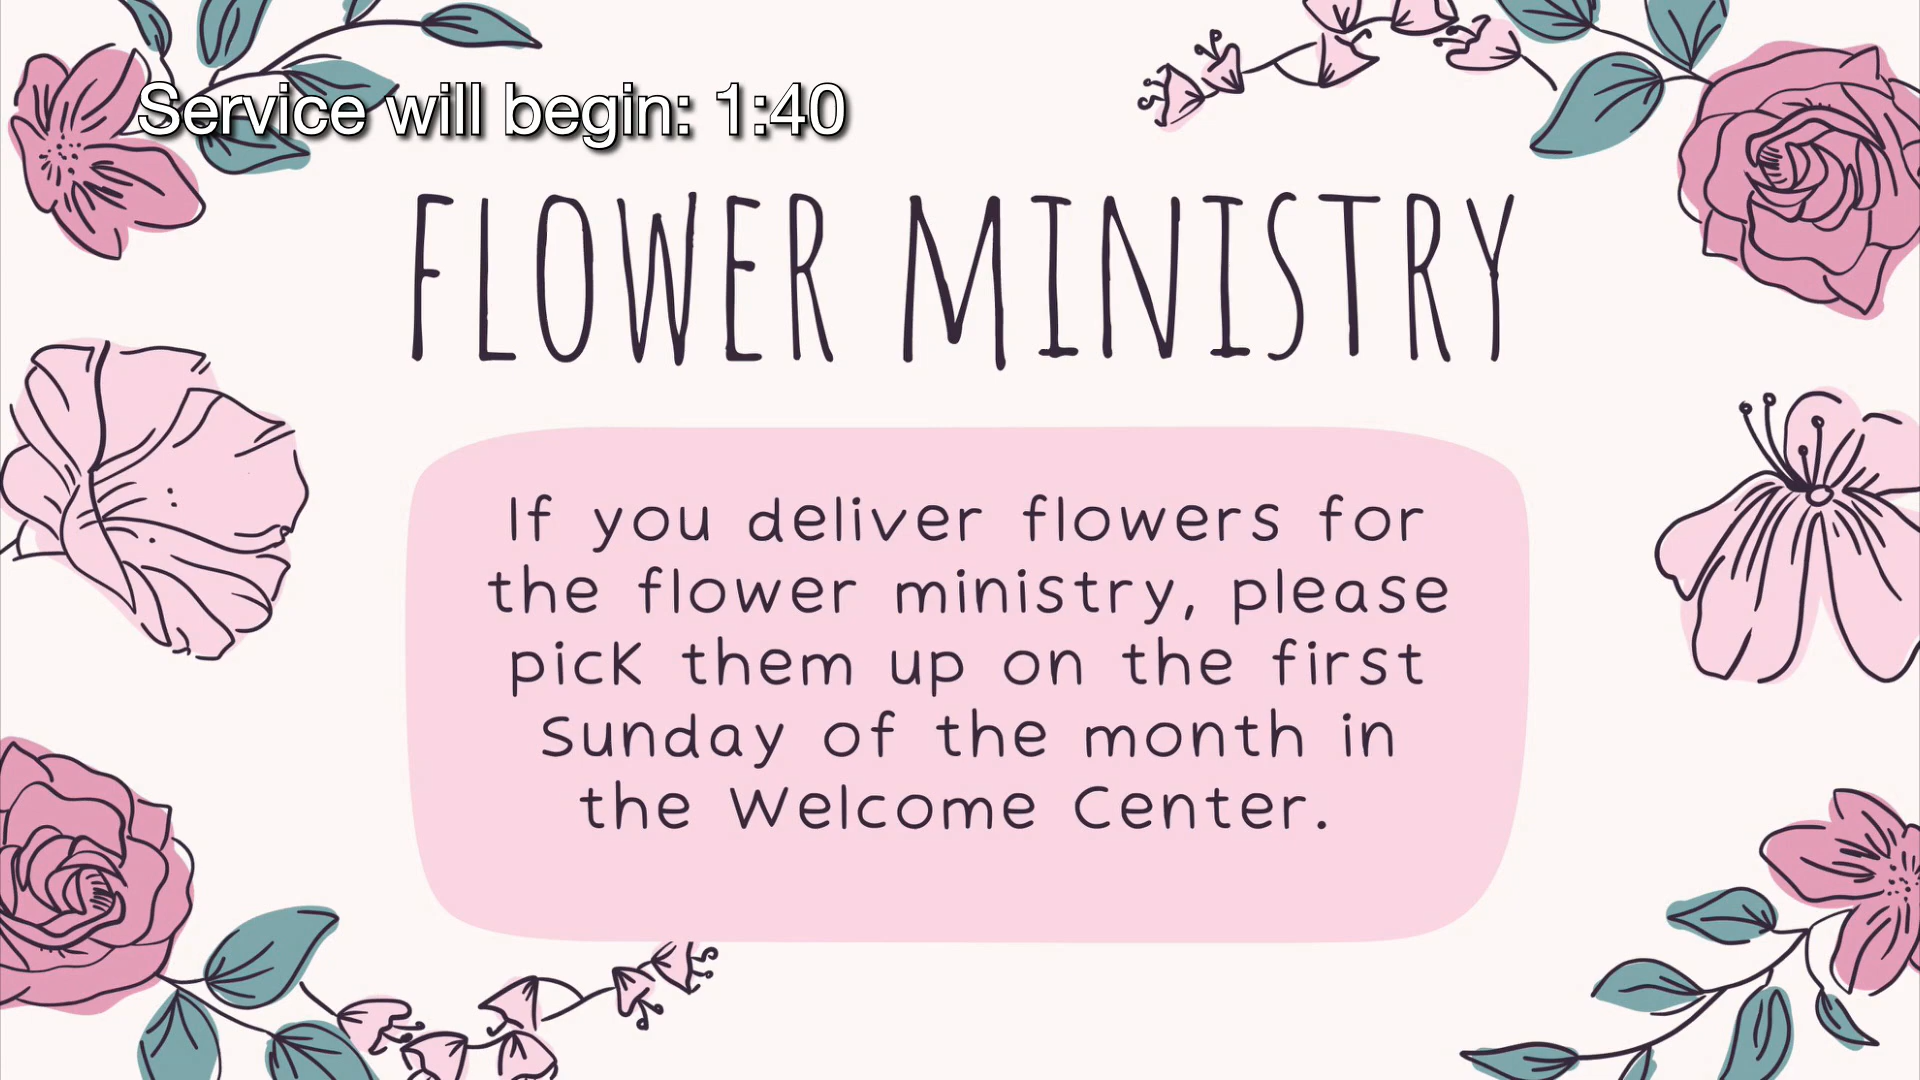 Service will begin: 1:40
FLOWER MINISTRY
If you deliver flowers for
the flower ministry, please
pick them up on the first
Sunday of the month in
the Welcome Center.